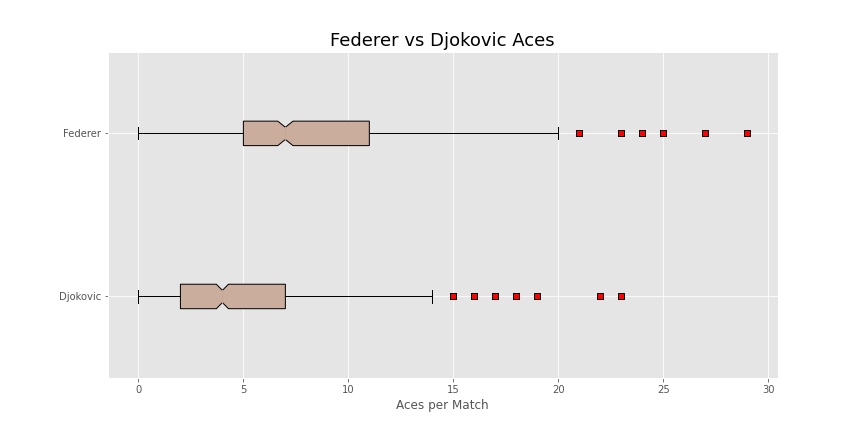 Federer vs Djokovic Aces
Federer
Djokovic
0 5 10 15 20 25 30
Aces per Match